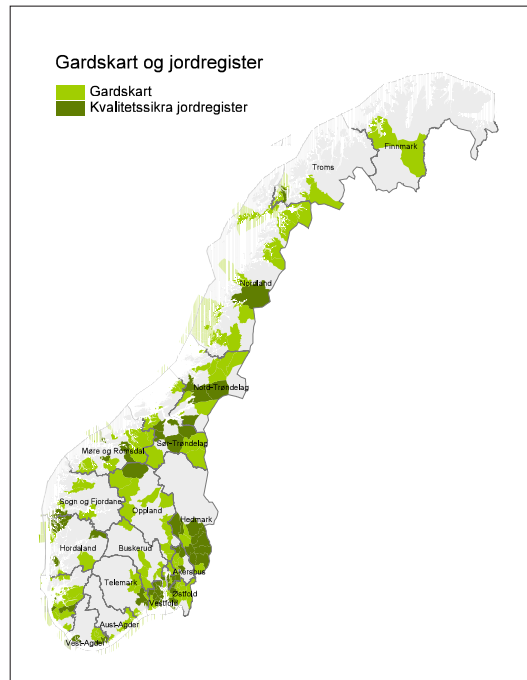 Gardskart og jordregister
Gardskart
Kvalitetssikra jordregister
Finnmark
Troms
Nordland
Nord-Trøndelag
Sør-Trøndelag
Møre og Romsdal
Sogn og Fjordane
Oppland
Hedmark
Hordaland
Buskerud
Akershus
Telemark
Østfold
Vestfold
Aust-Agder
Vest-Agder